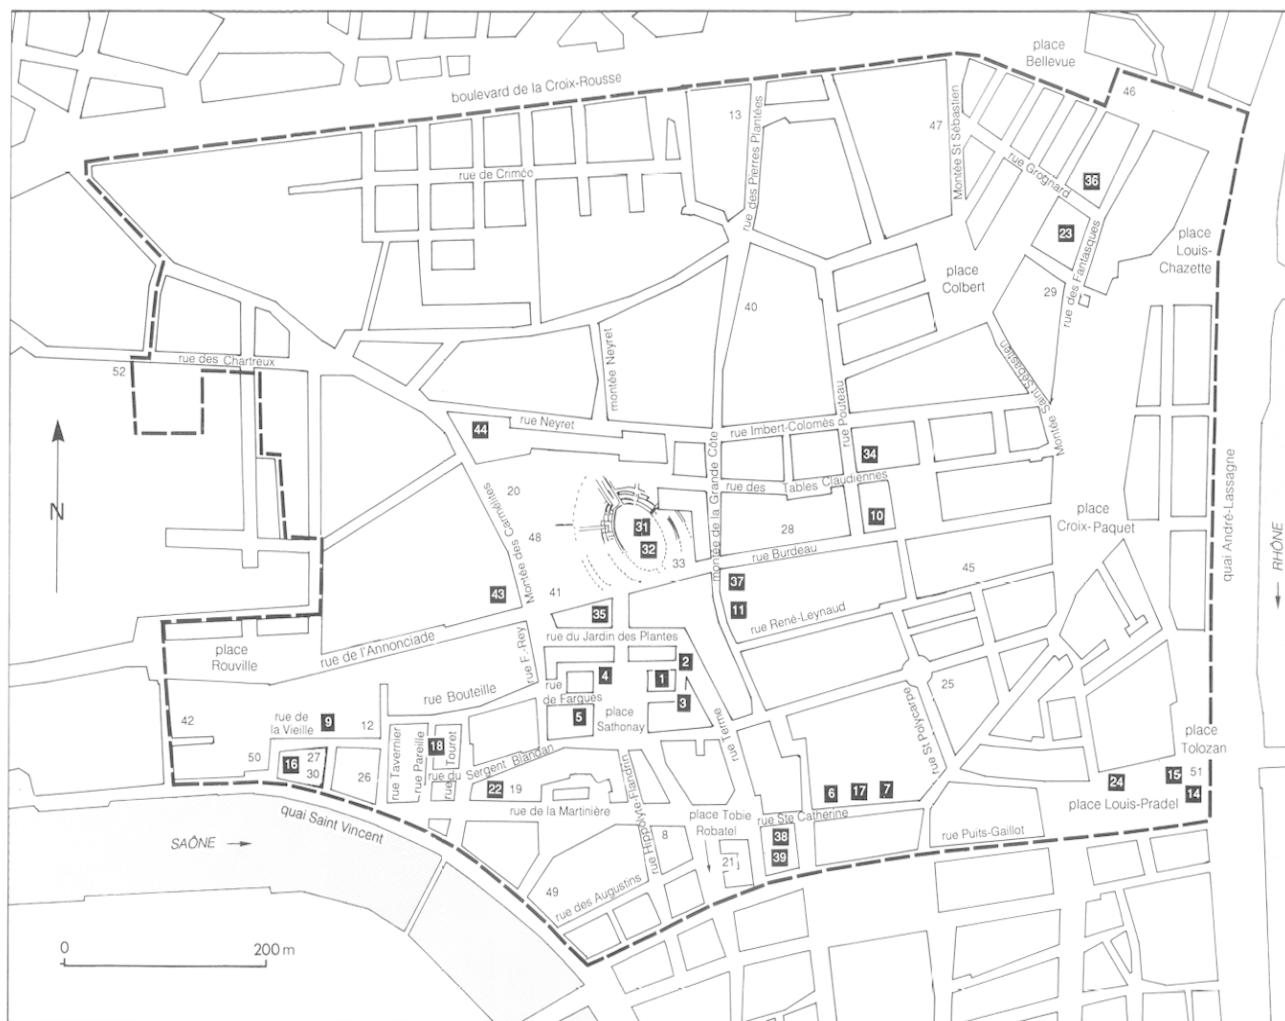 place
Bellevue
46
boulevard de la Croix-Rousse
13
47
Montée St Sébastien
rue des Pierres Plantées
rue de Crimée
rue Grognard
36
23
rue des Fantasques
place
Louis-
Chazette
place
Colbert
29
40
rue des Chartreux
52
montée Neyret
Montée Saint Sébastien
rue Neyret
44
rue Imbert-Colomès
rue Pouteau
34
montée de la Grande Côte
rue des Tables Claudiennes
N
20
48
Montée des Carmélites
31
32
33
28
10
place
Croix-Paquet
quai André-Lassagne
RHÔNE
rue Burdeau
37
11
rue René-Leynaud
45
43
41
35
rue du Jardin des Plantes
place
Rouville
rue de l'Annonciade
rue F.-Rey
4
1
2
3
rue
de Fargues
5
place
Sathonay
rue Bouteille
25
rue St Polycarpe
42
rue de
la Vieille
9
12
rue Tavernier
rue Pareille
18
rue Touret
rue du Sergent Blandan
rue Terme
place
Tolozan
50
16
27
30
26
22
19
rue de la Martinière
rue Hippolyte-Flandrin
6
17
7
24
15
51
14
place Louis-Pradel
quai Saint Vincent
place Tobie
Robatel
rue Ste Catherine
38
39
8
21
rue Puits-Gaillot
SAÔNE
49
rue des Augustins
0
200 m